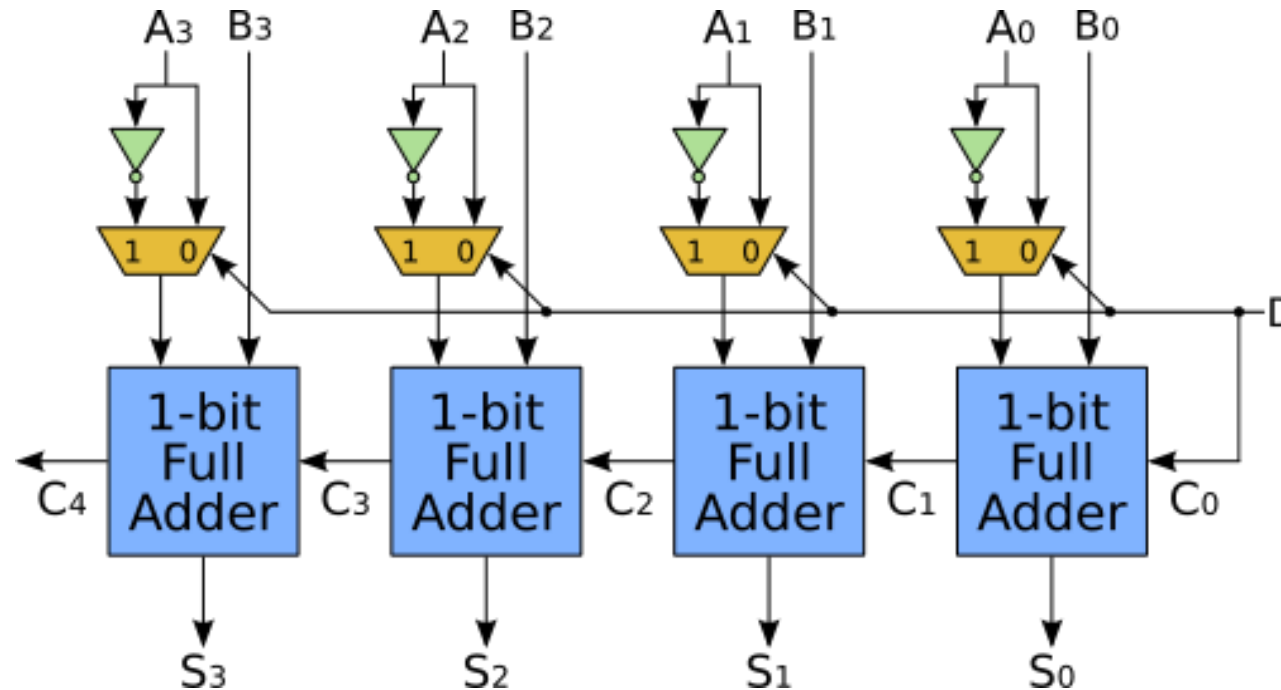 A3 B3 A2 B2 A1 B1 A0 B0
1 0 1 0 1 0 1 0
D
1-bit Full Adder
1-bit Full Adder
1-bit Full Adder
1-bit Full Adder
C4 C3 C2 C1 C0
S3 S2 S1 S0